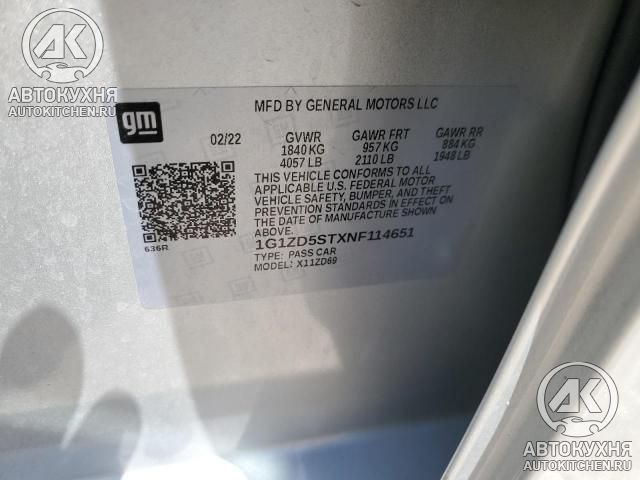 AK
АВТОКУХНЯ
AUTOKITCHEN.RU
gm
MFD BY GENERAL MOTORS LLC
02/22 GVWR GAWR FRT GAWR RR
1840 KG 957 KG 884 KG
4057 LB 2110 LB 1948 LB
THIS VEHICLE CONFORMS TO ALL
APPLICABLE U.S. FEDERAL MOTOR
VEHICLE SAFETY, BUMPER, AND THEFT
PREVENTION STANDARDS IN EFFECT ON
THE DATE OF MANUFACTURE SHOWN
ABOVE.
636R
1G1ZD5STXNF114651
TYPE: PASS CAR
MODEL: X11ZD69
AK
АВТОКУХНЯ
AUTOKITCHEN.RU